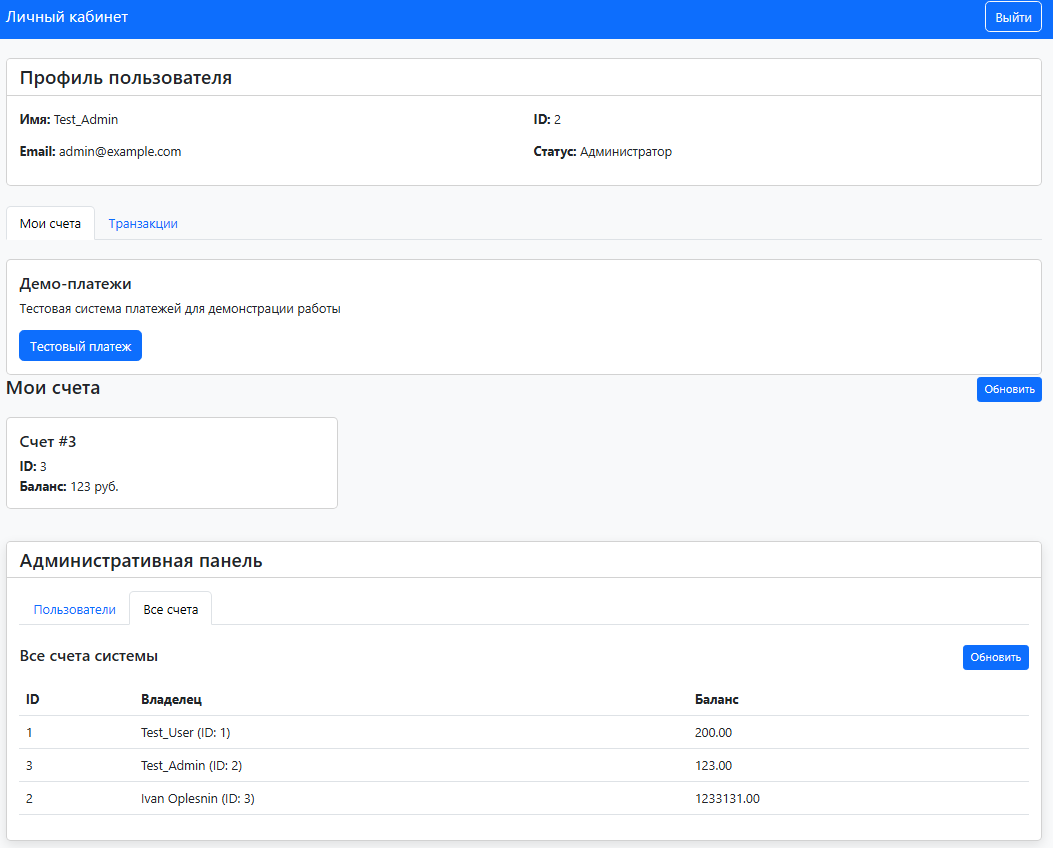 Личный кабинет Выйти
Профиль пользователя
Имя: Test_Admin ID: 2
Email: admin@example.com Статус: Администратор
Мои счета Транзакции
Демо-платежи
Тестовая система платежей для демонстрации работы
Тестовый платеж
Мои счета Обновить
Счет #3
ID: 3
Баланс: 123 руб.
Административная панель
Пользователи Все счета
Все счета системы Обновить
ID Владелец Баланс
1 Test_User (ID: 1) 200.00
3 Test_Admin (ID: 2) 123.00
2 Ivan Oplesnin (ID: 3) 1233131.00